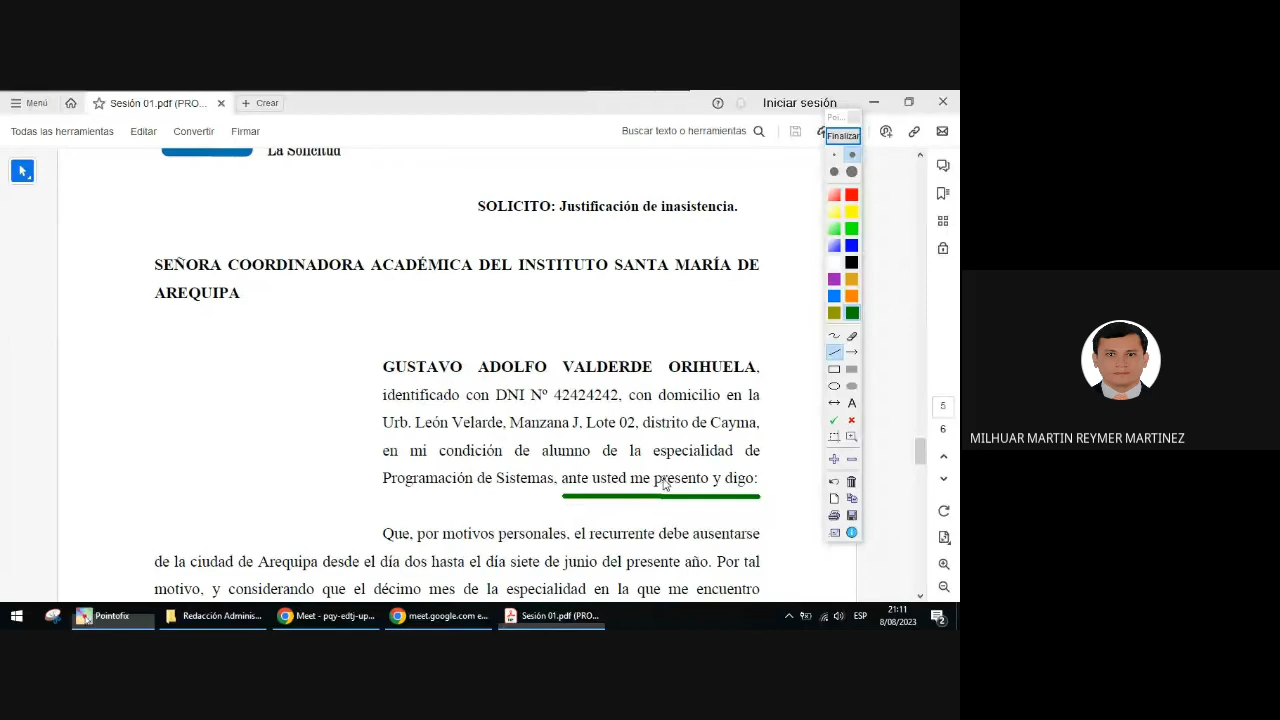 Menú
Sesión 01.pdf (PRO...
Crear
Iniciar sesión
Poi...
Todas las herramientas
Editar
Convertir
Firmar
Buscar texto o herramientas
Finalizar
La Solicitud
SOLICITO: Justificación de inasistencia.
SEÑORA COORDINADORA ACADÉMICA DEL INSTITUTO SANTA MARÍA DE
AREQUIPA
GUSTAVO ADOLFO VALDERDE ORIHUELA,
identificado con DNI Nº 42424242, con domicilio en la
Urb. León Velarde, Manzana J, Lote 02, distrito de Cayma,
en mi condición de alumno de la especialidad de
Programación de Sistemas, ante usted me presento y digo:
Que, por motivos personales, el recurrente debe ausentarse
de la ciudad de Arequipa desde el día dos hasta el día siete de junio del presente año. Por tal
motivo, y considerando que el décimo mes de la especialidad en la que me encuentro
A
5
6
MILHUAR MARTIN REYMER MARTINEZ
Pointofix
Redacción Adminis...
Meet - pqy-edtj-up...
meet.google.com e...
Sesión 01.pdf (PRO...
ESP
21:11
8/08/2023
2